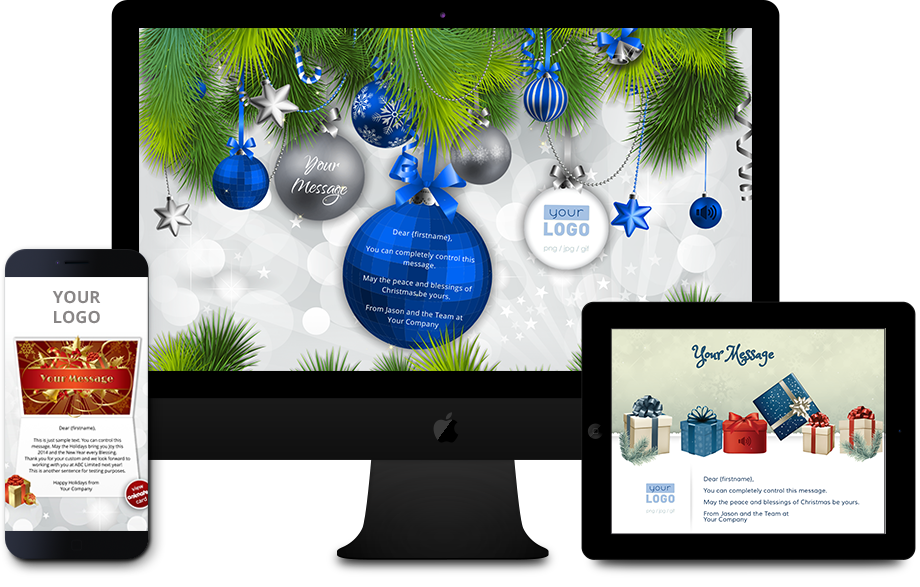 Your
Message
your
LOGO
png / jpg / gif
Dear {firstname},
You can completely control this
message.
May the peace and blessings of
Christmas be yours.
From Jason and the Team at
Your Company
YOUR
LOGO
Your Message
Dear {firstname},
This is just sample text. You can control this
message. May the Holidays bring you joy this
2014 and the New Year every Blessing.
Thank you for your custom and we look forward to
working with you at ABC Limited next year!
This is another sentence for testing purposes.
Happy Holidays from
Your Company
view
animated
card
Your Message
your
LOGO
png / jpg / gif
Dear {firstname},
You can completely control this message.
May the peace and blessings of Christmas be yours.
From Jason and the Team at
Your Company